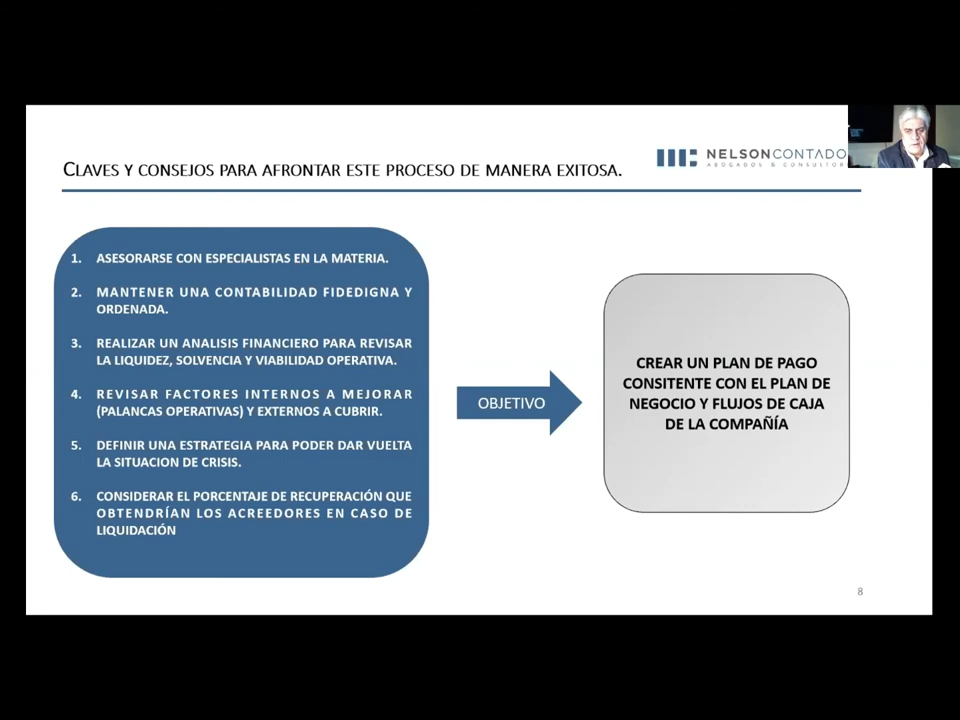 CLAVES Y CONSEJOS PARA AFRONTAR ESTE PROCESO DE MANERA EXITOSA.
NELSONCONTADO
ABOGADOS & CONSULTOR
1. ASESORARSE CON ESPECIALISTAS EN LA MATERIA.
2. MANTENER UNA CONTABILIDAD FIDEDIGNA Y
ORDENADA.
3. REALIZAR UN ANALISIS FINANCIERO PARA REVISAR
LA LIQUIDEZ, SOLVENCIA Y VIABILIDAD OPERATIVA.
4. REVISAR FACTORES INTERNOS A MEJORAR
(PALANCAS OPERATIVAS) Y EXTERNOS A CUBRIR.
5. DEFINIR UNA ESTRATEGIA PARA PODER DAR VUELTA
LA SITUACION DE CRISIS.
6. CONSIDERAR EL PORCENTAJE DE RECUPERACIÓN QUE
OBTENDRÍAN LOS ACREEDORES EN CASO DE
LIQUIDACIÓN
OBJETIVO
CREAR UN PLAN DE PAGO
CONSITENTE CON EL PLAN DE
NEGOCIO Y FLUJOS DE CAJA
DE LA COMPAÑÍA
8